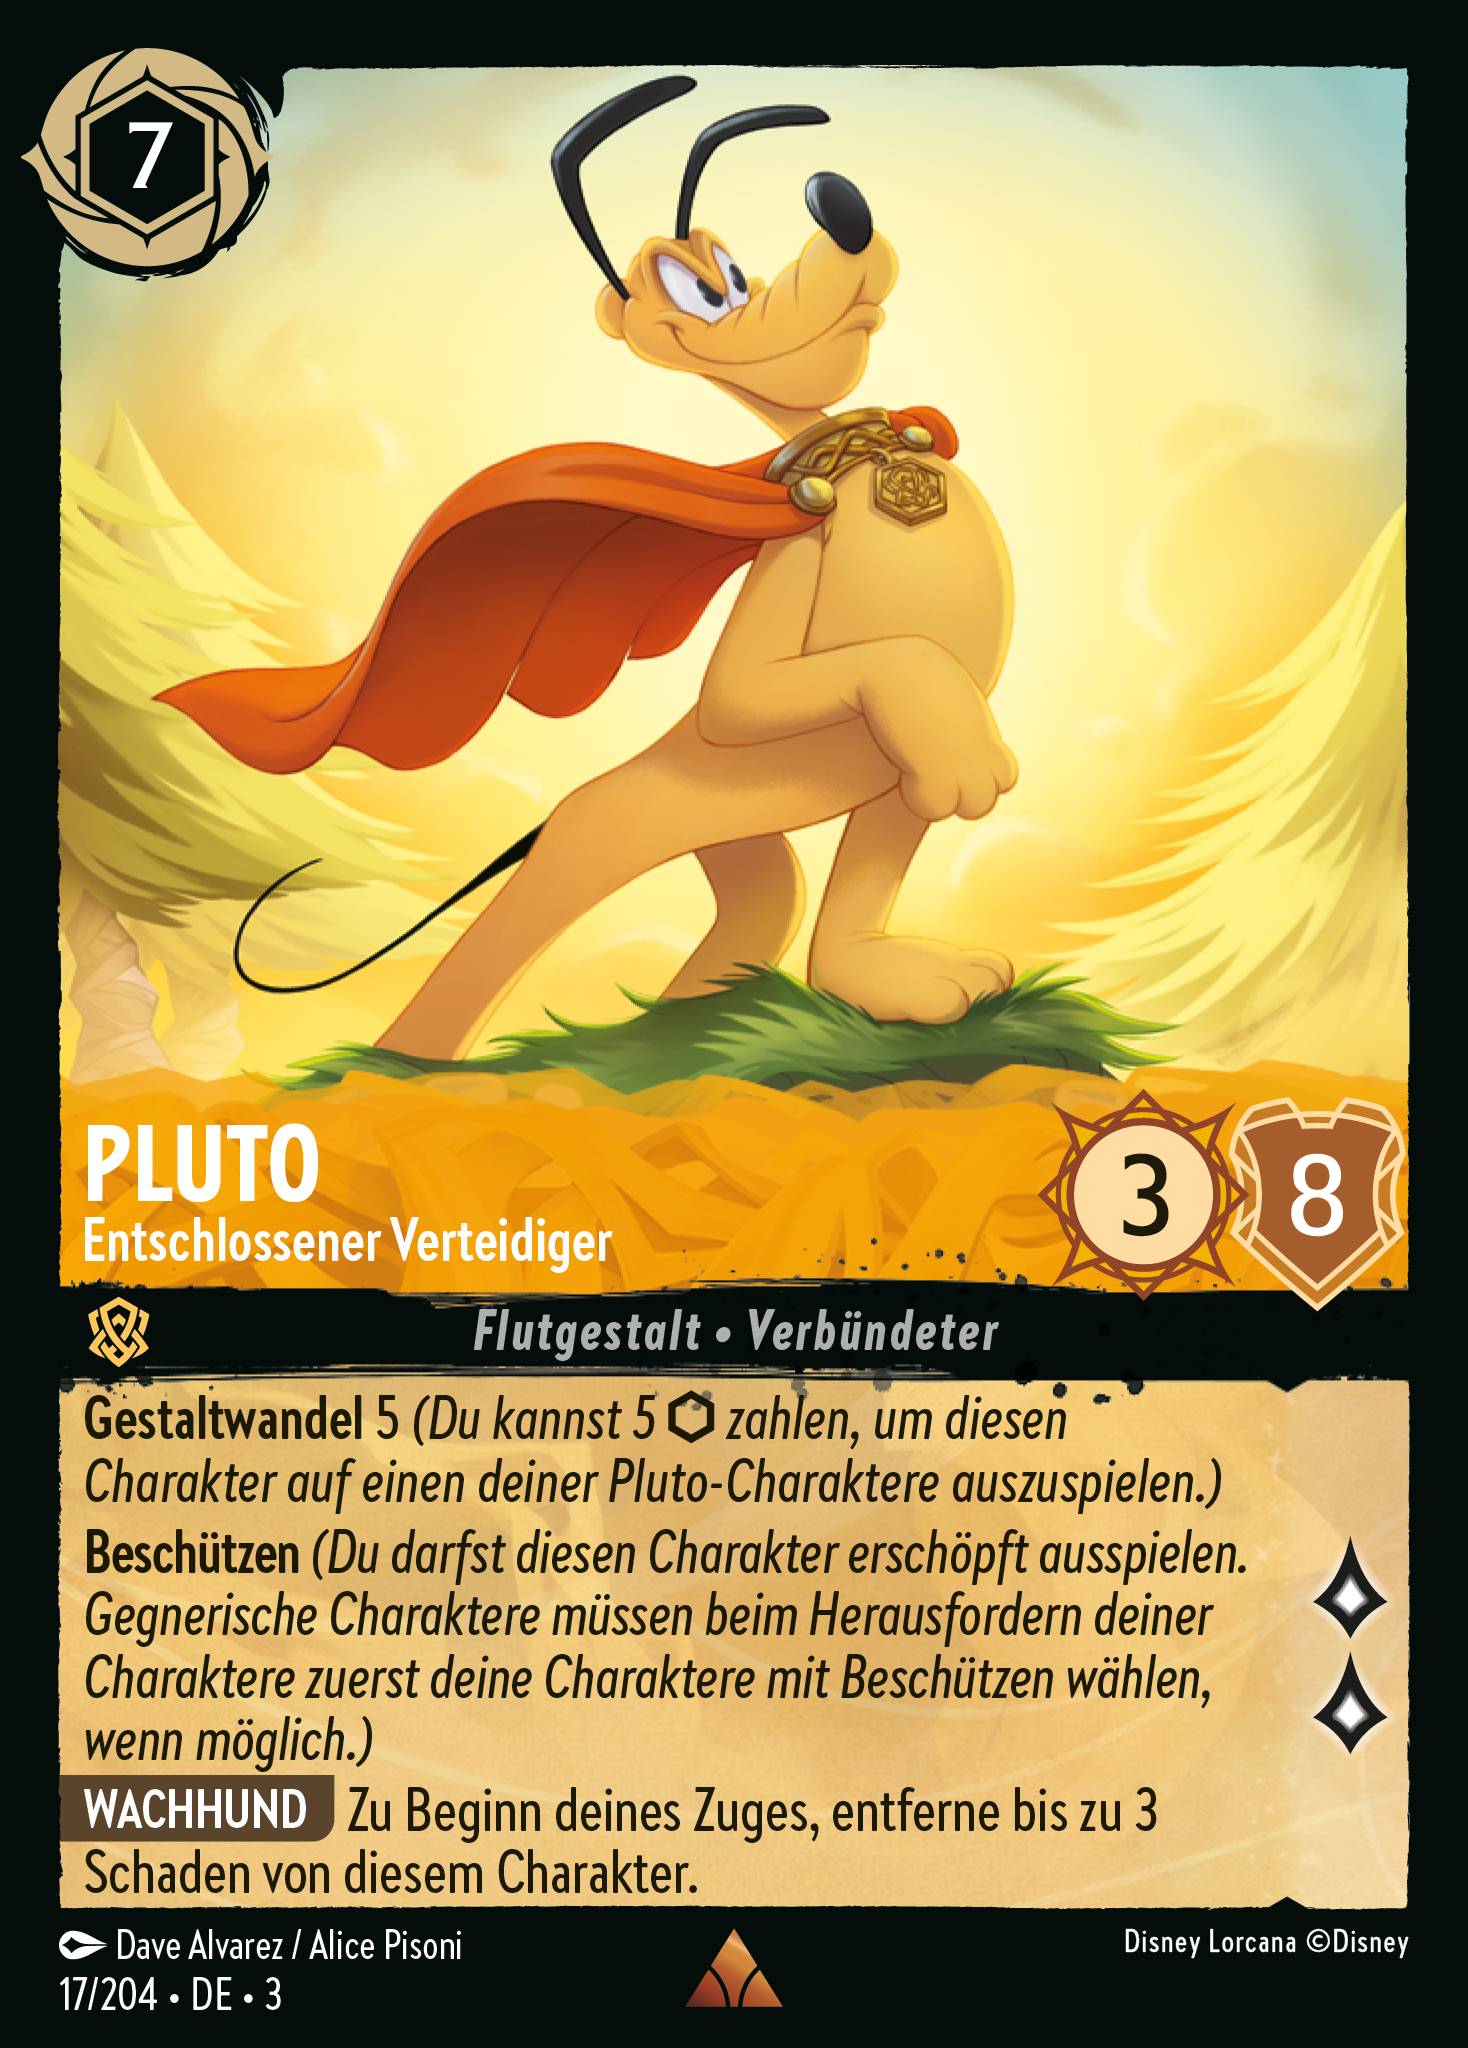 7
PLUTO
Entschlossener Verteidiger
3
8
Flutgestalt • Verbündeter
Gestaltwandel 5 (Du kannst 5 ⬡ zahlen, um diesen
Charakter auf einen deiner Pluto-Charaktere auszuspielen.)
Beschützen (Du darfst diesen Charakter erschöpft ausspielen.
Gegnerische Charaktere müssen beim Herausfordern deiner
Charaktere zuerst deine Charaktere mit Beschützen wählen,
wenn möglich.)
WACHHUND Zu Beginn deines Zuges, entferne bis zu 3
Schaden von diesem Charakter.
Dave Alvarez / Alice Pisoni
Disney Lorcana ©Disney
17/204 • DE • 3